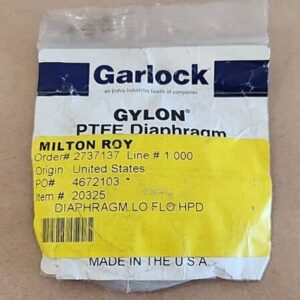 Garlock
an EnPro Industries family of companies
GYLON®
PTFE Diaphragm
MILTON ROY
Order# 2737137 Line # 1.000
Origin: United States
PO# 4672103
Item # 20325
DIAPHRAGM LO FLO HPD
MADE IN THE U.S.A.